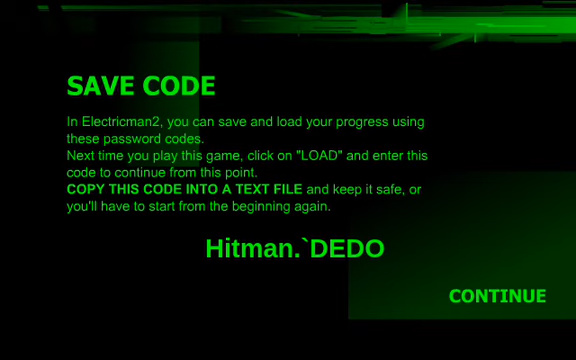 SAVE CODE
In Electricman2, you can save and load your progress using
these password codes.
Next time you play this game, click on "LOAD" and enter this
code to continue from this point.
COPY THIS CODE INTO A TEXT FILE and keep it safe, or
you'll have to start from the beginning again.
Hitman.`DEDO
CONTINUE